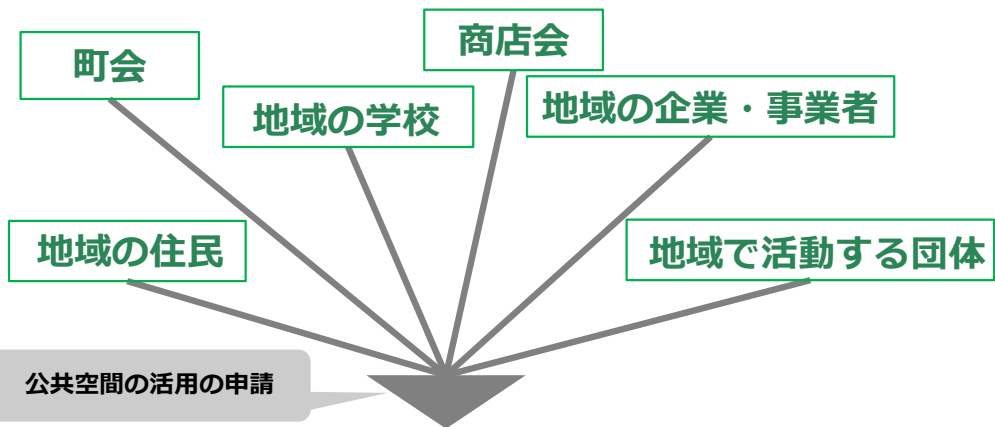 商店会
町会
地域の学校
地域の企業・事業者
地域の住民
地域で活動する団体
公共空間の活用の申請